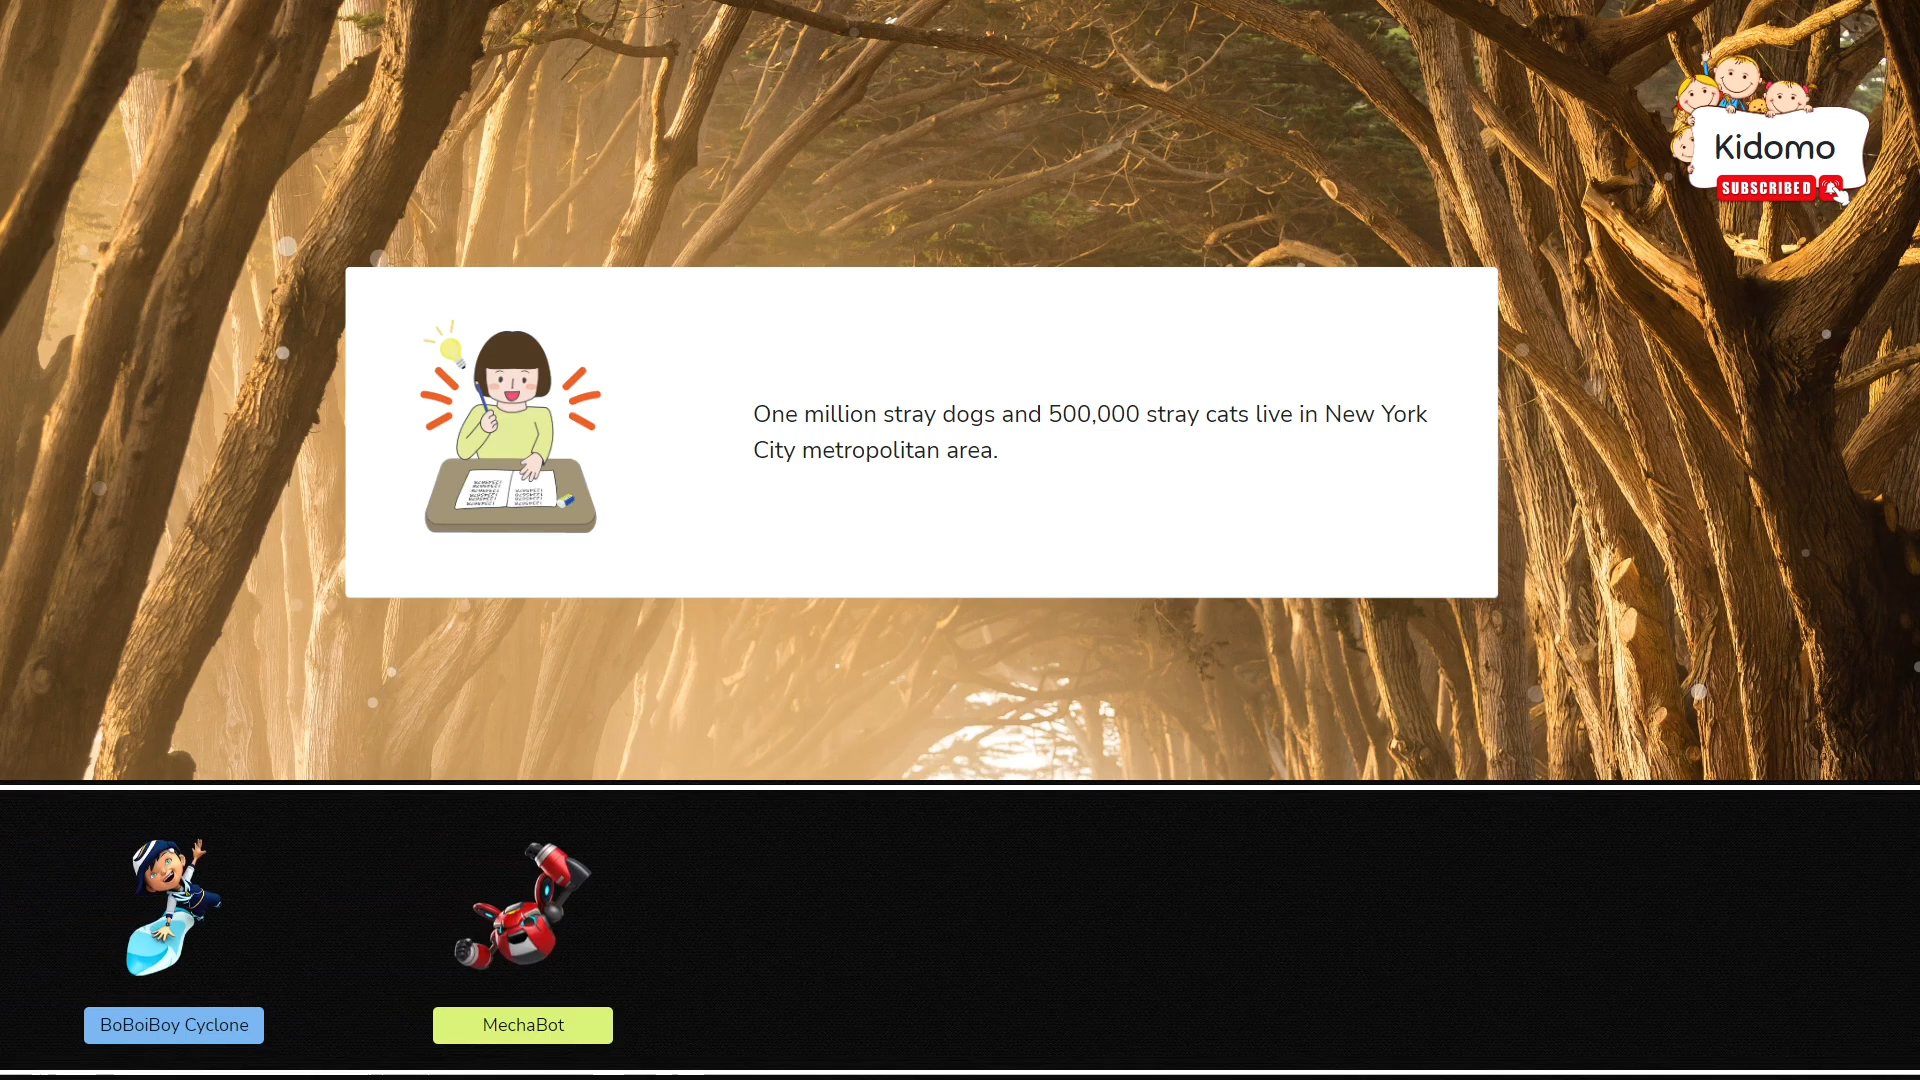 Kidomo
SUBSCRIBED
One million stray dogs and 500,000 stray cats live in New York
City metropolitan area.
BoBoiBoy Cyclone
MechaBot